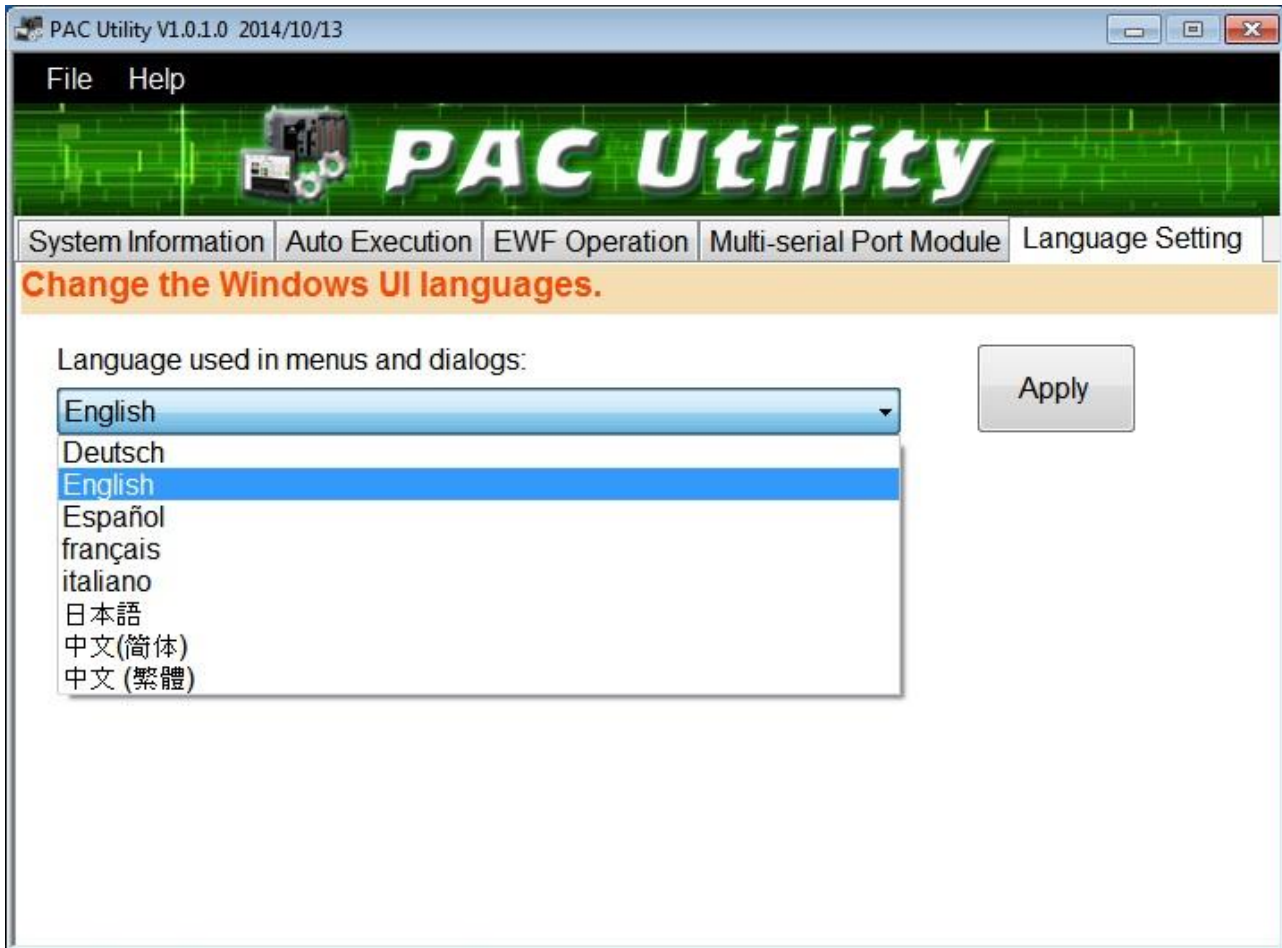 PAC Utility V1.0.1.0 2014/10/13
File Help
PAC Utility
System Information Auto Execution EWF Operation Multi-serial Port Module Language Setting
Change the Windows UI languages.
Language used in menus and dialogs:
Apply
English
Deutsch
English
Español
français
italiano
日本語
中文(简体)
中文 (繁體)